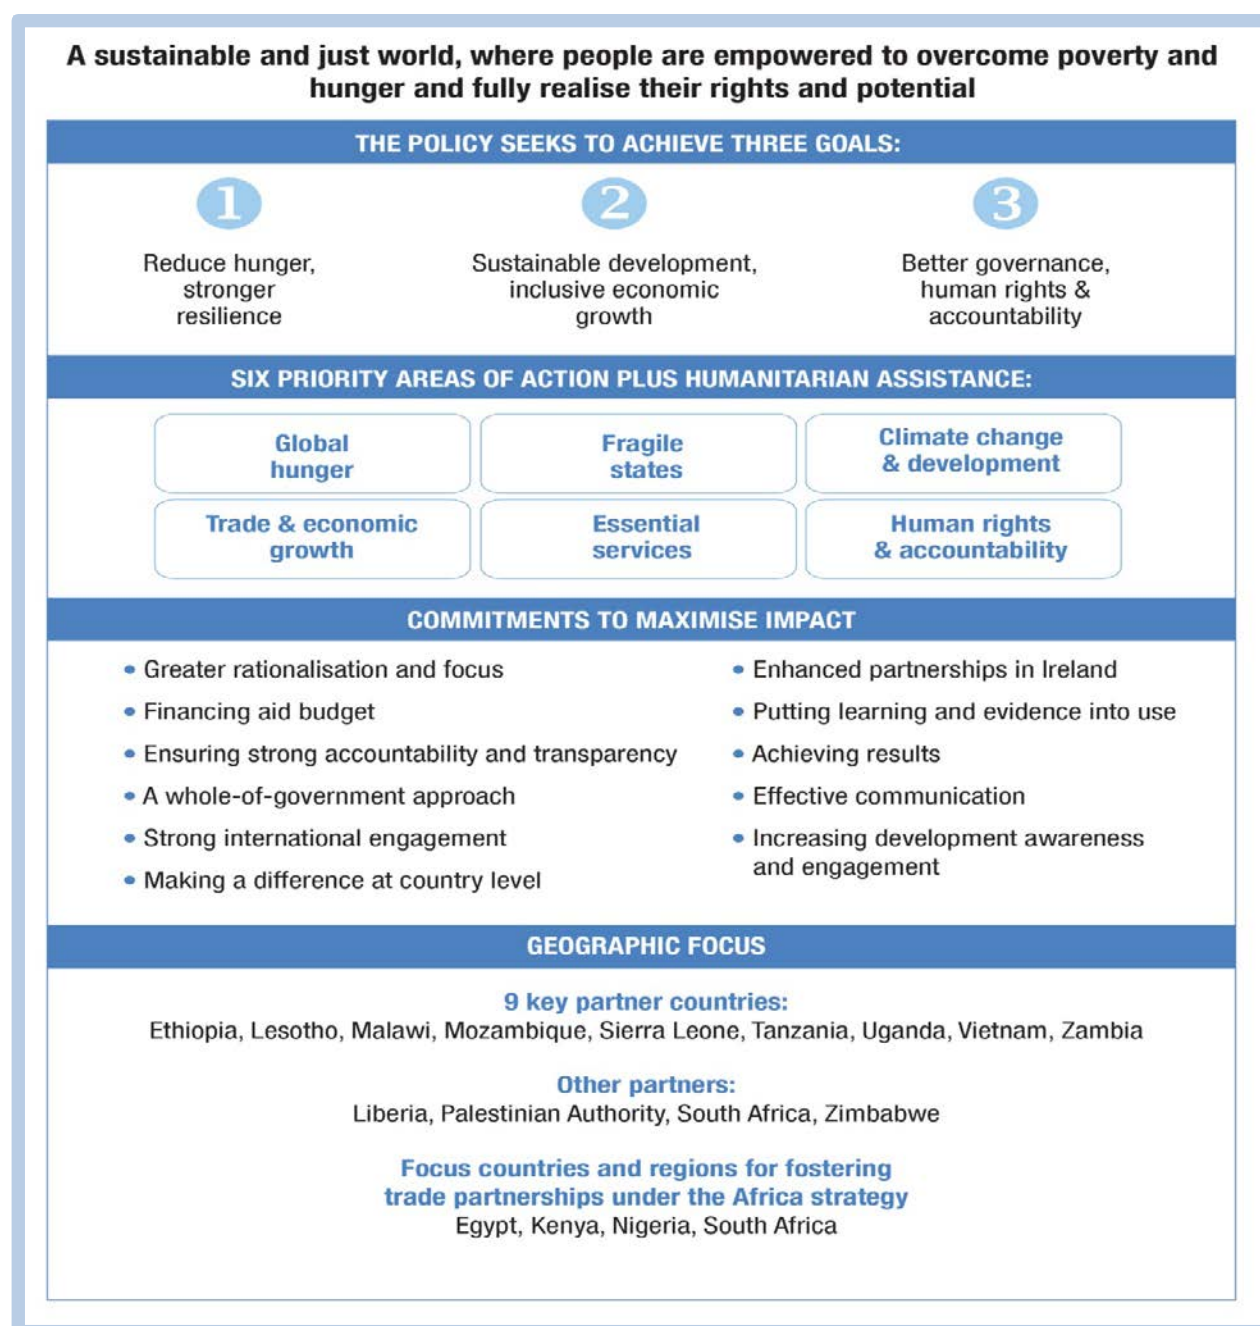 A sustainable and just world, where people are empowered to overcome poverty and
hunger and fully realise their rights and potential
THE POLICY SEEKS TO ACHIEVE THREE GOALS:
1
Reduce hunger,
stronger
resilience
2
Sustainable development,
inclusive economic
growth
3
Better governance,
human rights &
accountability
SIX PRIORITY AREAS OF ACTION PLUS HUMANITARIAN ASSISTANCE:
Global
hunger
Fragile
states
Climate change
& development
Trade & economic
growth
Essential
services
Human rights
& accountability
COMMITMENTS TO MAXIMISE IMPACT
• Greater rationalisation and focus
• Financing aid budget
• Ensuring strong accountability and transparency
• A whole-of-government approach
• Strong international engagement
• Making a difference at country level
• Enhanced partnerships in Ireland
• Putting learning and evidence into use
• Achieving results
• Effective communication
• Increasing development awareness
and engagement
GEOGRAPHIC FOCUS
9 key partner countries:
Ethiopia, Lesotho, Malawi, Mozambique, Sierra Leone, Tanzania, Uganda, Vietnam, Zambia
Other partners:
Liberia, Palestinian Authority, South Africa, Zimbabwe
Focus countries and regions for fostering
trade partnerships under the Africa strategy
Egypt, Kenya, Nigeria, South Africa